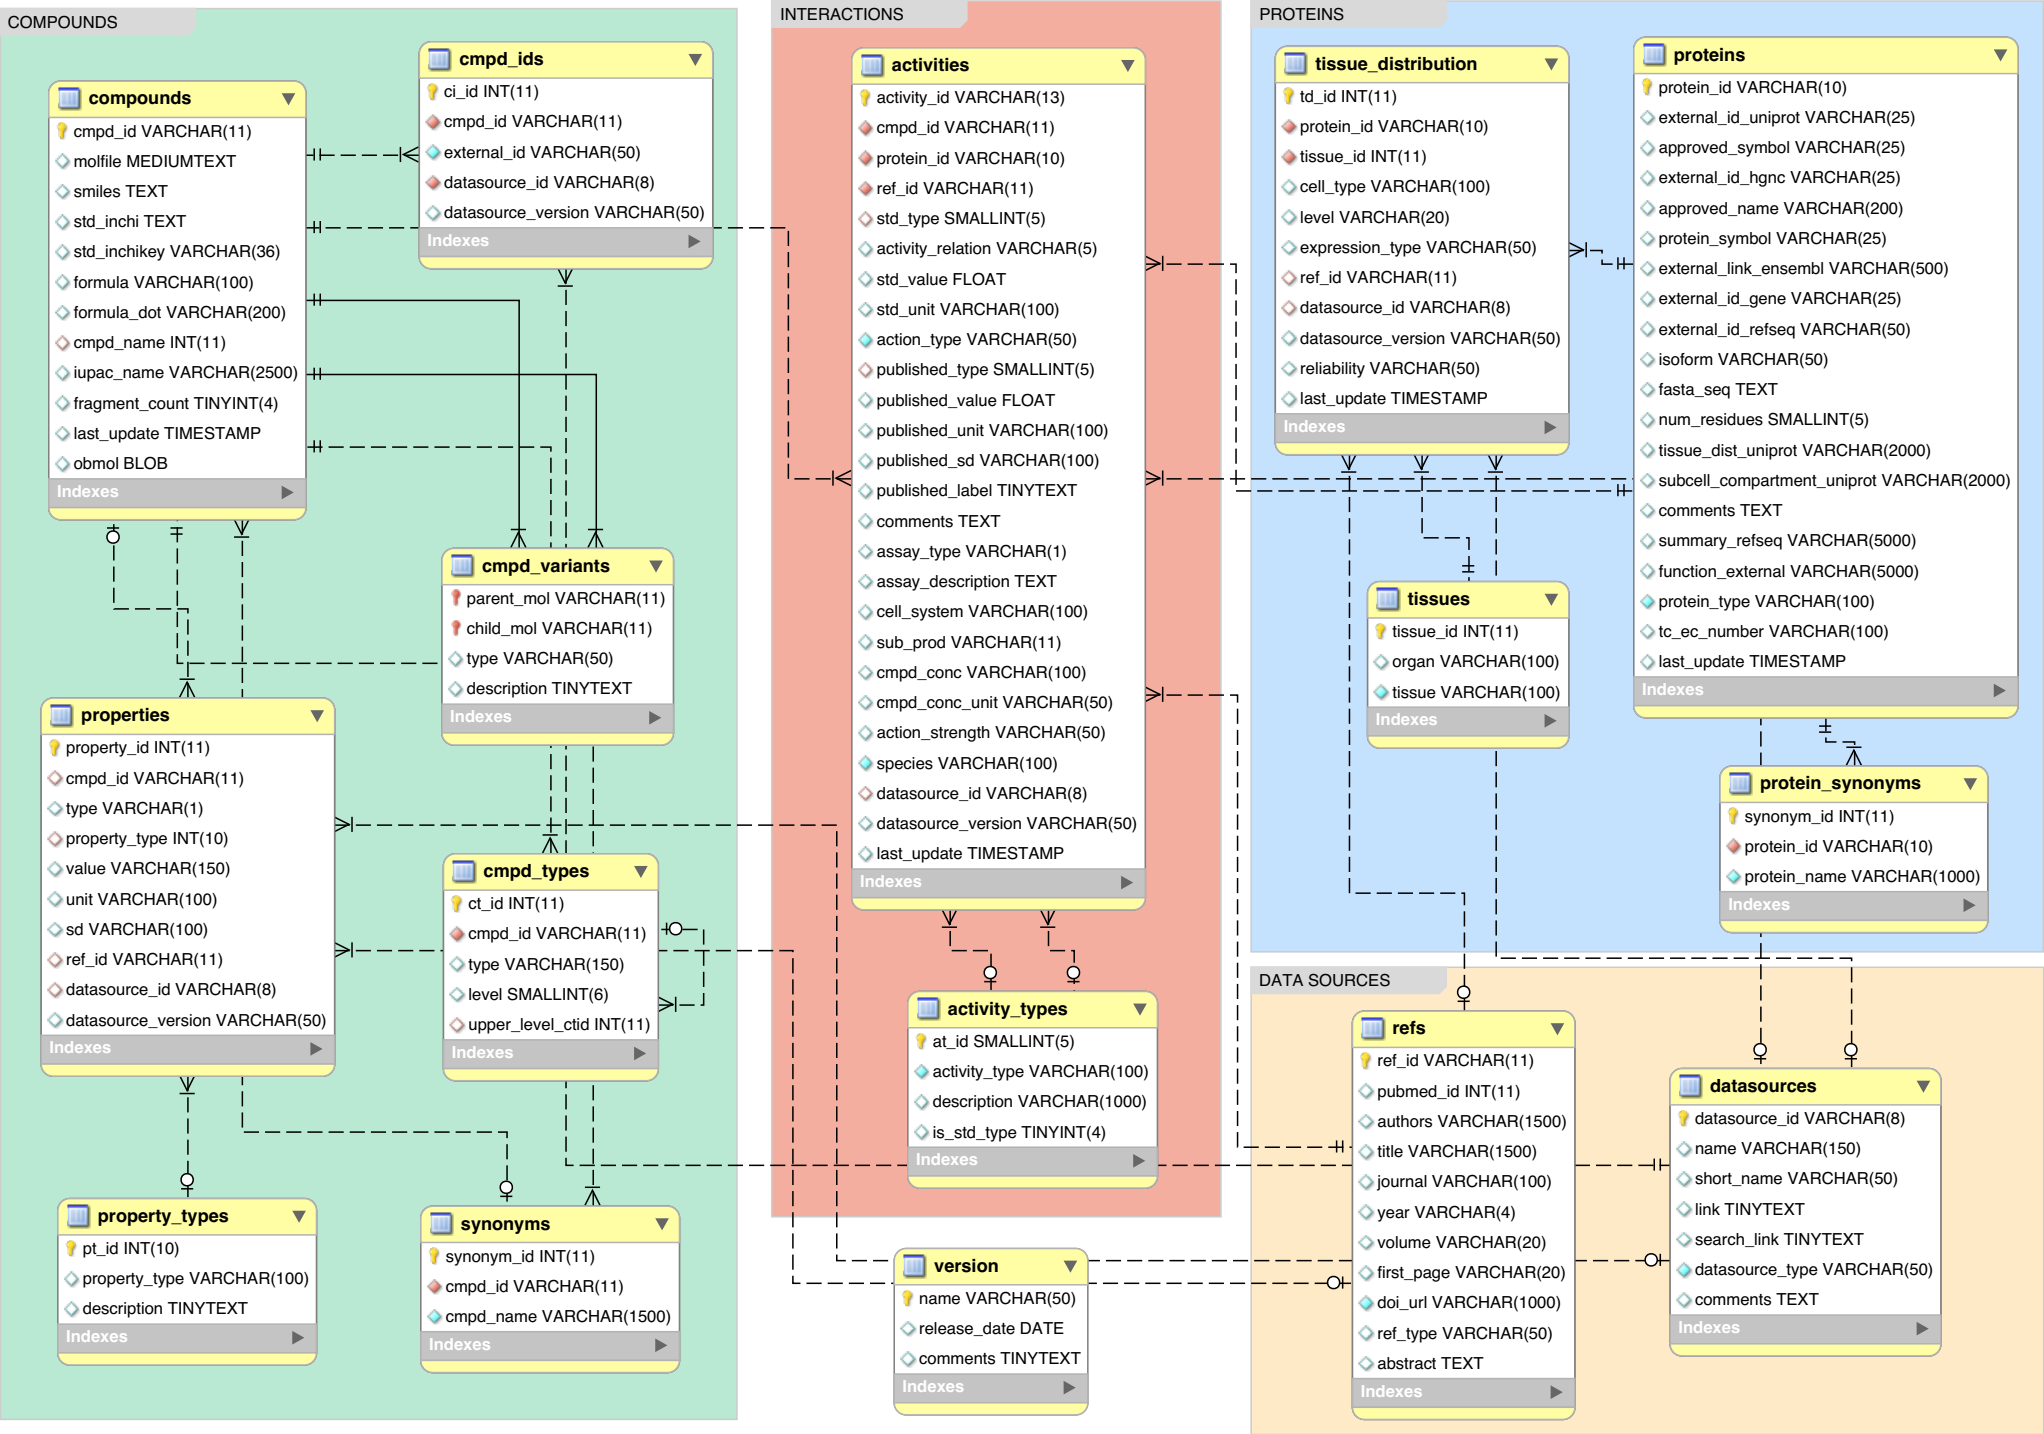 COMPOUNDS
compounds
cmpd_id VARCHAR(11)
molfile MEDIUMTEXT
smiles TEXT
std_inchi TEXT
std_inchikey VARCHAR(36)
formula VARCHAR(100)
formula_dot VARCHAR(200)
cmpd_name INT(11)
iupac_name VARCHAR(2500)
fragment_count TINYINT(4)
last_update TIMESTAMP
obmol BLOB
Indexes
cmpd_ids
ci_id INT(11)
cmpd_id VARCHAR(11)
external_id VARCHAR(50)
datasource_id VARCHAR(8)
datasource_version VARCHAR(50)
Indexes
cmpd_variants
parent_mol VARCHAR(11)
child_mol VARCHAR(11)
type VARCHAR(50)
description TINYTEXT
Indexes
properties
property_id INT(11)
cmpd_id VARCHAR(11)
type VARCHAR(1)
property_type INT(10)
value VARCHAR(150)
unit VARCHAR(100)
sd VARCHAR(100)
ref_id VARCHAR(11)
datasource_id VARCHAR(8)
datasource_version VARCHAR(50)
Indexes
cmpd_types
ct_id INT(11)
cmpd_id VARCHAR(11)
type VARCHAR(150)
level SMALLINT(6)
upper_level_ctid INT(11)
Indexes
property_types
pt_id INT(10)
property_type VARCHAR(100)
description TINYTEXT
Indexes
synonyms
synonym_id INT(11)
cmpd_id VARCHAR(11)
cmpd_name VARCHAR(1500)
Indexes
INTERACTIONS
activities
activity_id VARCHAR(13)
cmpd_id VARCHAR(11)
protein_id VARCHAR(10)
ref_id VARCHAR(11)
std_type SMALLINT(5)
activity_relation VARCHAR(5)
std_value FLOAT
std_unit VARCHAR(100)
action_type VARCHAR(50)
published_type SMALLINT(5)
published_value FLOAT
published_unit VARCHAR(100)
published_sd VARCHAR(100)
published_label TINYTEXT
comments TEXT
assay_type VARCHAR(1)
assay_description TEXT
cell_system VARCHAR(100)
sub_prod VARCHAR(11)
cmpd_conc VARCHAR(100)
cmpd_conc_unit VARCHAR(50)
action_strength VARCHAR(50)
species VARCHAR(100)
datasource_id VARCHAR(8)
datasource_version VARCHAR(50)
last_update TIMESTAMP
Indexes
activity_types
at_id SMALLINT(5)
activity_type VARCHAR(100)
description VARCHAR(1000)
is_std_type TINYINT(4)
Indexes
version
name VARCHAR(50)
release_date DATE
comments TINYTEXT
Indexes
PROTEINS
tissue_distribution
td_id INT(11)
protein_id VARCHAR(10)
tissue_id INT(11)
cell_type VARCHAR(100)
level VARCHAR(20)
expression_type VARCHAR(50)
ref_id VARCHAR(11)
datasource_id VARCHAR(8)
datasource_version VARCHAR(50)
reliability VARCHAR(50)
last_update TIMESTAMP
Indexes
proteins
protein_id VARCHAR(10)
external_id_uniprot VARCHAR(25)
approved_symbol VARCHAR(25)
external_id_hgnc VARCHAR(25)
approved_name VARCHAR(200)
protein_symbol VARCHAR(25)
external_link_ensembl VARCHAR(500)
external_id_gene VARCHAR(25)
external_id_refseq VARCHAR(50)
isoform VARCHAR(50)
fasta_seq TEXT
num_residues SMALLINT(5)
tissue_dist_uniprot VARCHAR(2000)
subcell_compartment_uniprot VARCHAR(2000)
comments TEXT
summary_refseq VARCHAR(5000)
function_external VARCHAR(5000)
protein_type VARCHAR(100)
tc_ec_number VARCHAR(100)
last_update TIMESTAMP
Indexes
tissues
tissue_id INT(11)
organ VARCHAR(100)
tissue VARCHAR(100)
Indexes
protein_synonyms
synonym_id INT(11)
protein_id VARCHAR(10)
protein_name VARCHAR(1000)
Indexes
DATA SOURCES
refs
ref_id VARCHAR(11)
pubmed_id INT(11)
authors VARCHAR(1500)
title VARCHAR(1500)
journal VARCHAR(100)
year VARCHAR(4)
volume VARCHAR(20)
first_page VARCHAR(20)
doi_url VARCHAR(1000)
ref_type VARCHAR(50)
abstract TEXT
Indexes
datasources
datasource_id VARCHAR(8)
name VARCHAR(150)
short_name VARCHAR(50)
link TINYTEXT
search_link TINYTEXT
datasource_type VARCHAR(50)
comments TEXT
Indexes